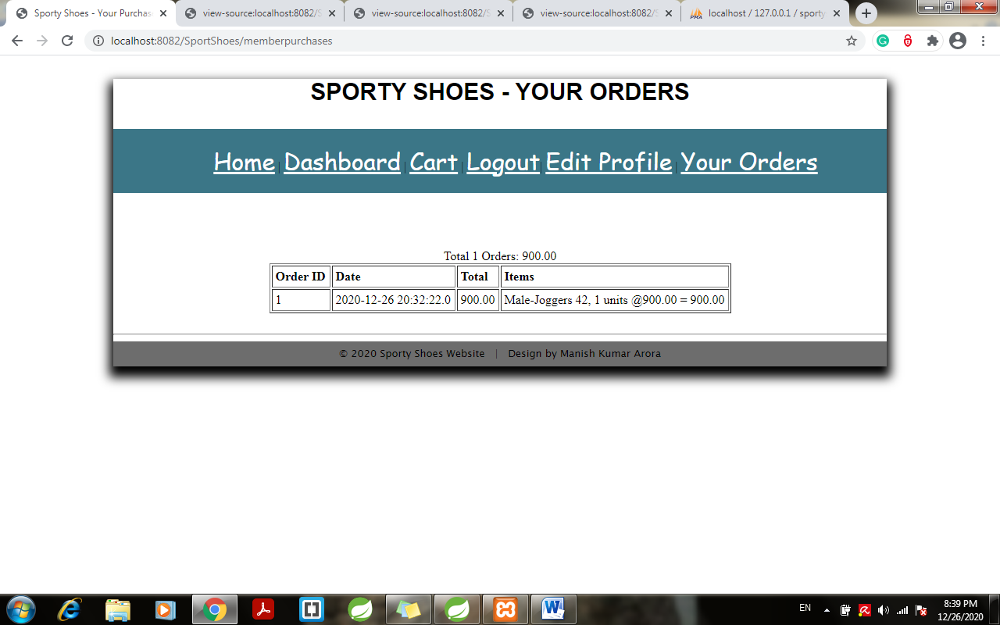 Sporty Shoes - Your Purchas
view-source:localhost:8082/S
view-source:localhost:8082/S
view-source:localhost:8082/S
PMA
localhost / 127.0.0.1 / sporty
localhost:8082/SportShoes/memberpurchases
SPORTY SHOES - YOUR ORDERS
Home | Dashboard | Cart | Logout | Edit Profile | Your Orders
Total 1 Orders: 900.00
Order ID Date Total Items
1 2020-12-26 20:32:22.0 900.00 Male-Joggers 42, 1 units @900.00 = 900.00
© 2020 Sporty Shoes Website | Design by Manish Kumar Arora
EN
8:39 PM
12/26/2020